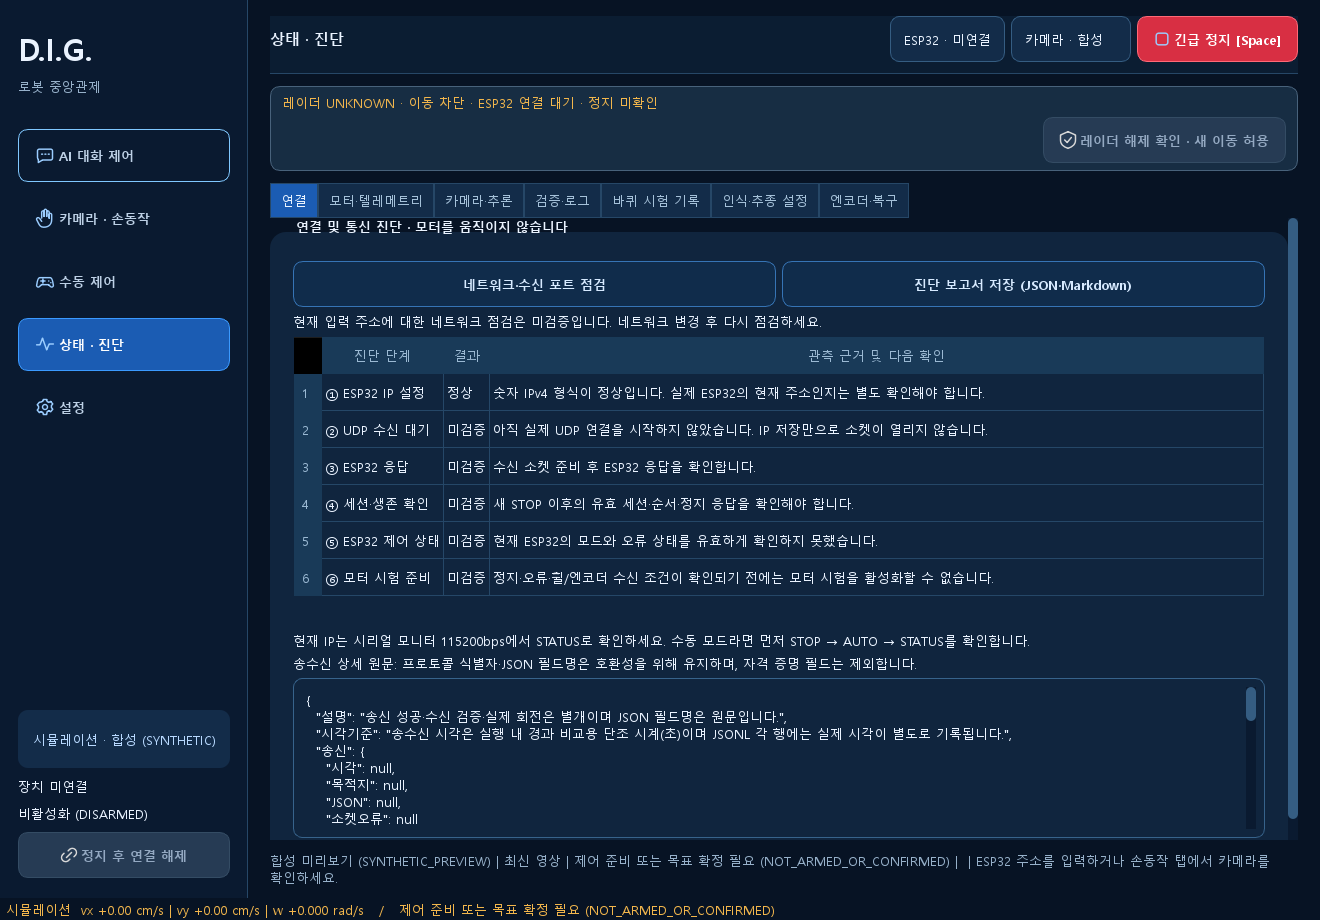 D.I.G.
로봇 중앙관제
AI 대화 제어
카메라 · 손동작
수동 제어
상태 · 진단
설정
시뮬레이션 · 합성 (SYNTHETIC)
장치 미연결
비활성화 (DISARMED)
정지 후 연결 해제
상태 · 진단
ESP32 · 미연결
카메라 · 합성
긴급 정지 [Space]
레이더 UNKNOWN · 이동 차단 · ESP32 연결 대기 · 정지 미확인
레이더 해제 확인 · 새 이동 허용
연결
모터·텔레메트리
카메라·추론
검증·로그
바퀴 시험 기록
인식·추종 설정
엔코더·복구
연결 및 통신 진단 · 모터를 움직이지 않습니다
네트워크·수신 포트 점검
진단 보고서 저장 (JSON·Markdown)
현재 입력 주소에 대한 네트워크 점검은 미검증입니다. 네트워크 변경 후 다시 점검하세요.
진단 단계 결과 관측 근거 및 다음 확인
1 ① ESP32 IP 설정 정상 숫자 IPv4 형식이 정상입니다. 실제 ESP32의 현재 주소인지는 별도 확인해야 합니다.
2 ② UDP 수신 대기 미검증 아직 실제 UDP 연결을 시작하지 않았습니다. IP 저장만으로 소켓이 열리지 않습니다.
3 ③ ESP32 응답 미검증 수신 소켓 준비 후 ESP32 응답을 확인합니다.
4 ④ 세션·생존 확인 미검증 새 STOP 이후의 유효 세션·순서·정지 응답을 확인해야 합니다.
5 ⑤ ESP32 제어 상태 미검증 현재 ESP32의 모드와 오류 상태를 유효하게 확인하지 못했습니다.
6 ⑥ 모터 시험 준비 미검증 정지·오류·휠/엔코더 수신 조건이 확인되기 전에는 모터 시험을 활성화할 수 없습니다.
현재 IP는 시리얼 모니터 115200bps에서 STATUS로 확인하세요. 수동 모드라면 먼저 STOP → AUTO → STATUS를 확인합니다.
송수신 상세 원문: 프로토콜 식별자·JSON 필드명은 호환성을 위해 유지하며, 자격 증명 필드는 제외합니다.
{
"설명": "송신 성공·수신 검증·실제 회전은 별개이며 JSON 필드명은 원문입니다.",
"시각기준": "송수신 시각은 실행 내 경과 비교용 단조 시계(초)이며 JSONL 각 행에는 실제 시각이 별도로 기록됩니다.",
"송신": {
"시각": null,
"목적지": null,
"JSON": null,
"소켓오류": null
합성 미리보기 (SYNTHETIC_PREVIEW) | 최신 영상 | 제어 준비 또는 목표 확정 필요 (NOT_ARMED_OR_CONFIRMED) | | ESP32 주소를 입력하거나 손동작 탭에서 카메라를
확인하세요.
시뮬레이션 vx +0.00 cm/s | vy +0.00 cm/s | w +0.000 rad/s / 제어 준비 또는 목표 확정 필요 (NOT_ARMED_OR_CONFIRMED)